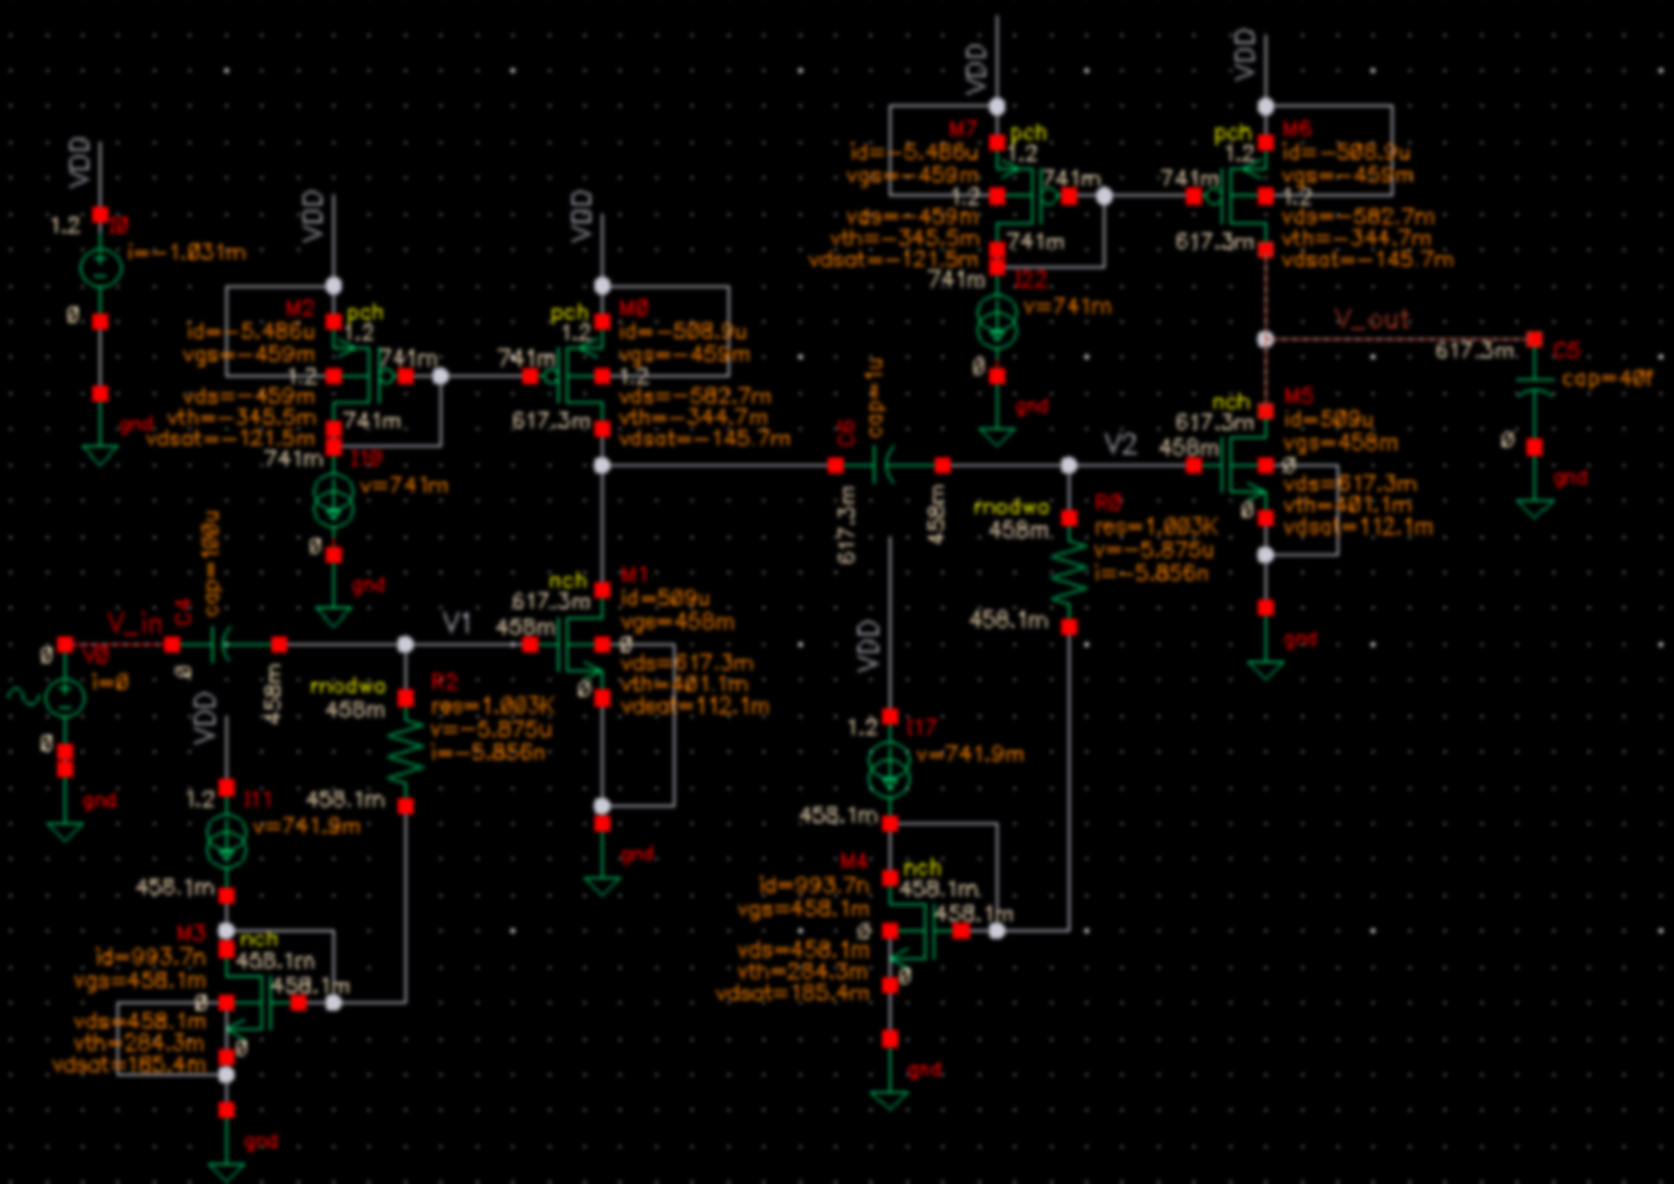 VDD
1.2
I0
i=-1.031m
0
gnd
VDD
M2
pch
id=-5.486u
1.2
vgs=-459m
741m
1.2
vds=-459m
vth=-345.5m
741m
vdsat=-121.5m
741m
I10
v=741m
0
gnd
VDD
M0
pch
id=-508.9u
1.2
vgs=-459m
741m
1.2
vds=-582.7m
vth=-344.7m
617.3m
vdsat=-145.7m
VDD
M7
pch
id=-5.486u
1.2
vgs=-459m
741m
1.2
vds=-459m
vth=-345.5m
741m
vdsat=-121.5m
741m
I22
v=741m
0
gnd
VDD
M6
pch
id=-508.9u
1.2
vgs=-459m
741m
1.2
vds=-582.7m
vth=-344.7m
617.3m
vdsat=-145.7m
V_out
617.3m
C5
cap=40f
0
gnd
M5
nch
617.3m
id=509u
vgs=458m
458m
0
vds=617.3m
vth=401.1m
0
vdsat=112.1m
gnd
C6
cap=1u
617.3m
458m
V2
rnodwo
R0
458m
res=1.003K
v=-5.875u
i=-5.856n
458.1m
V_in
0
V0
i=0
0
gnd
C4
cap=100u
0
458m
V1
rnodwo
R2
458m
res=1.003K
v=-5.875u
i=-5.856n
458.1m
nch
M1
617.3m
id=509u
vgs=458m
458m
0
vds=617.3m
vth=401.1m
0
vdsat=112.1m
gnd
VDD
1.2
I11
v=741.9m
458.1m
M3
nch
id=993.7n
458.1m
vgs=458.1m
458.1m
0
vds=458.1m
vth=284.3m
0
vdsat=185.4m
gnd
VDD
1.2
I17
v=741.9m
458.1m
M4
nch
id=993.7n
458.1m
vgs=458.1m
458.1m
0
vds=458.1m
vth=284.3m
0
vdsat=185.4m
gnd